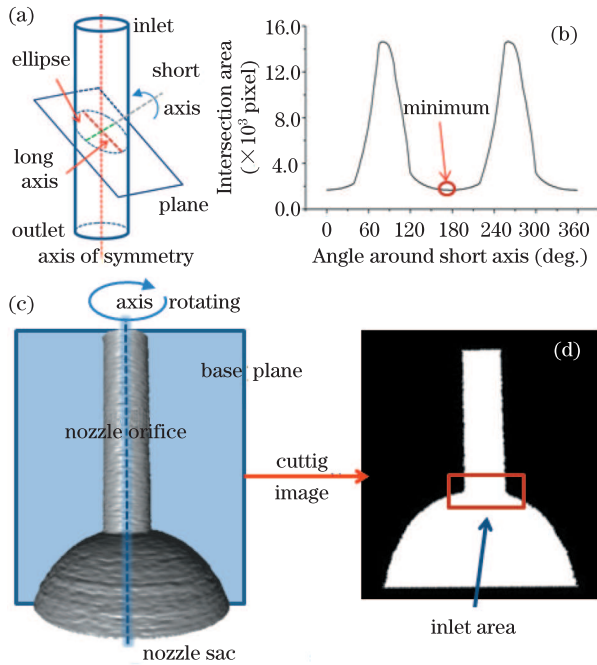 (a)
inlet
ellipse
short
axis
long
axis
plane
outlet
axis of symmetry
(b)
Intersection area
(×10³ pixel)
16.0
12.0
8.0
4.0
0.0
minimum
0 60 120 180 240 300 360
Angle around short axis (deg.)
(c)
axis rotating
base plane
nozzle orifice
nozzle sac
cuttig
image
(d)
inlet area